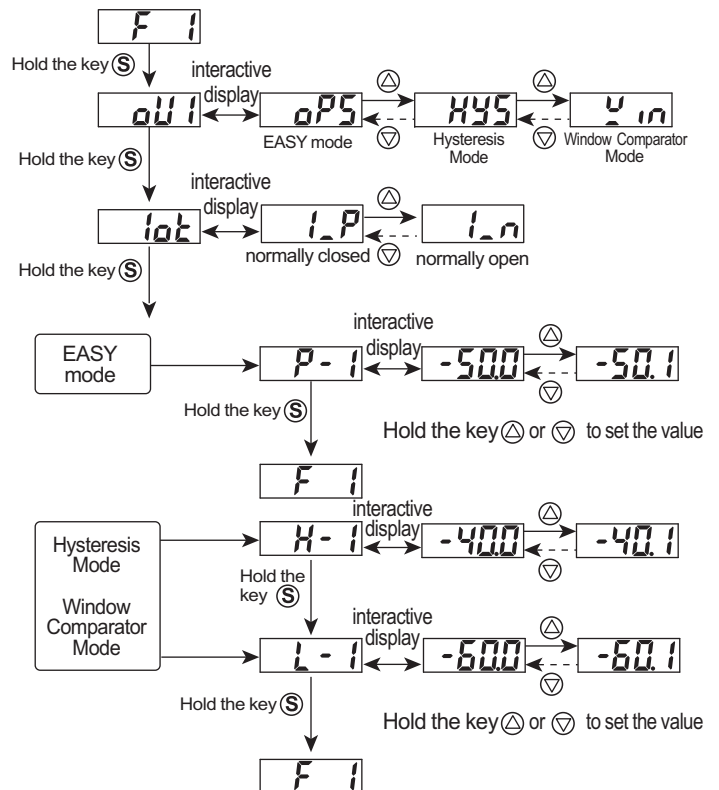 F 1
Hold the key Ⓢ
interactive
display
oU1
oPS
HYS
Y in
EASY mode
Hysteresis
Mode
Window Comparator
Mode
Hold the key Ⓢ
interactive
display
1ot
1_P
1_n
normally closed
normally open
Hold the key Ⓢ
EASY
mode
P-1
interactive
display
-50.0
-50.1
Hold the key Ⓢ
Hold the key △ or ▽ to set the value
F 1
Hysteresis
Mode
Window
Comparator
Mode
H-1
interactive
display
-40.0
-40.1
Hold the
key Ⓢ
L-1
interactive
display
-60.0
-60.1
Hold the key Ⓢ
Hold the key △ or ▽ to set the value
F 1